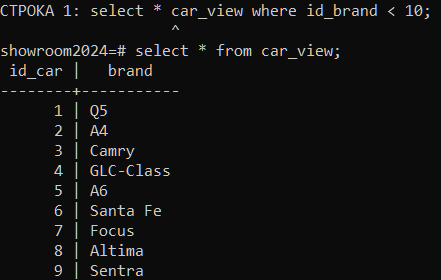 СТРОКА 1: select * car_view where id_brand < 10;
^
showroom2024=# select * from car_view;
id_car | brand
--------+-----------
1 | Q5
2 | A4
3 | Camry
4 | GLC-Class
5 | A6
6 | Santa Fe
7 | Focus
8 | Altima
9 | Sentra